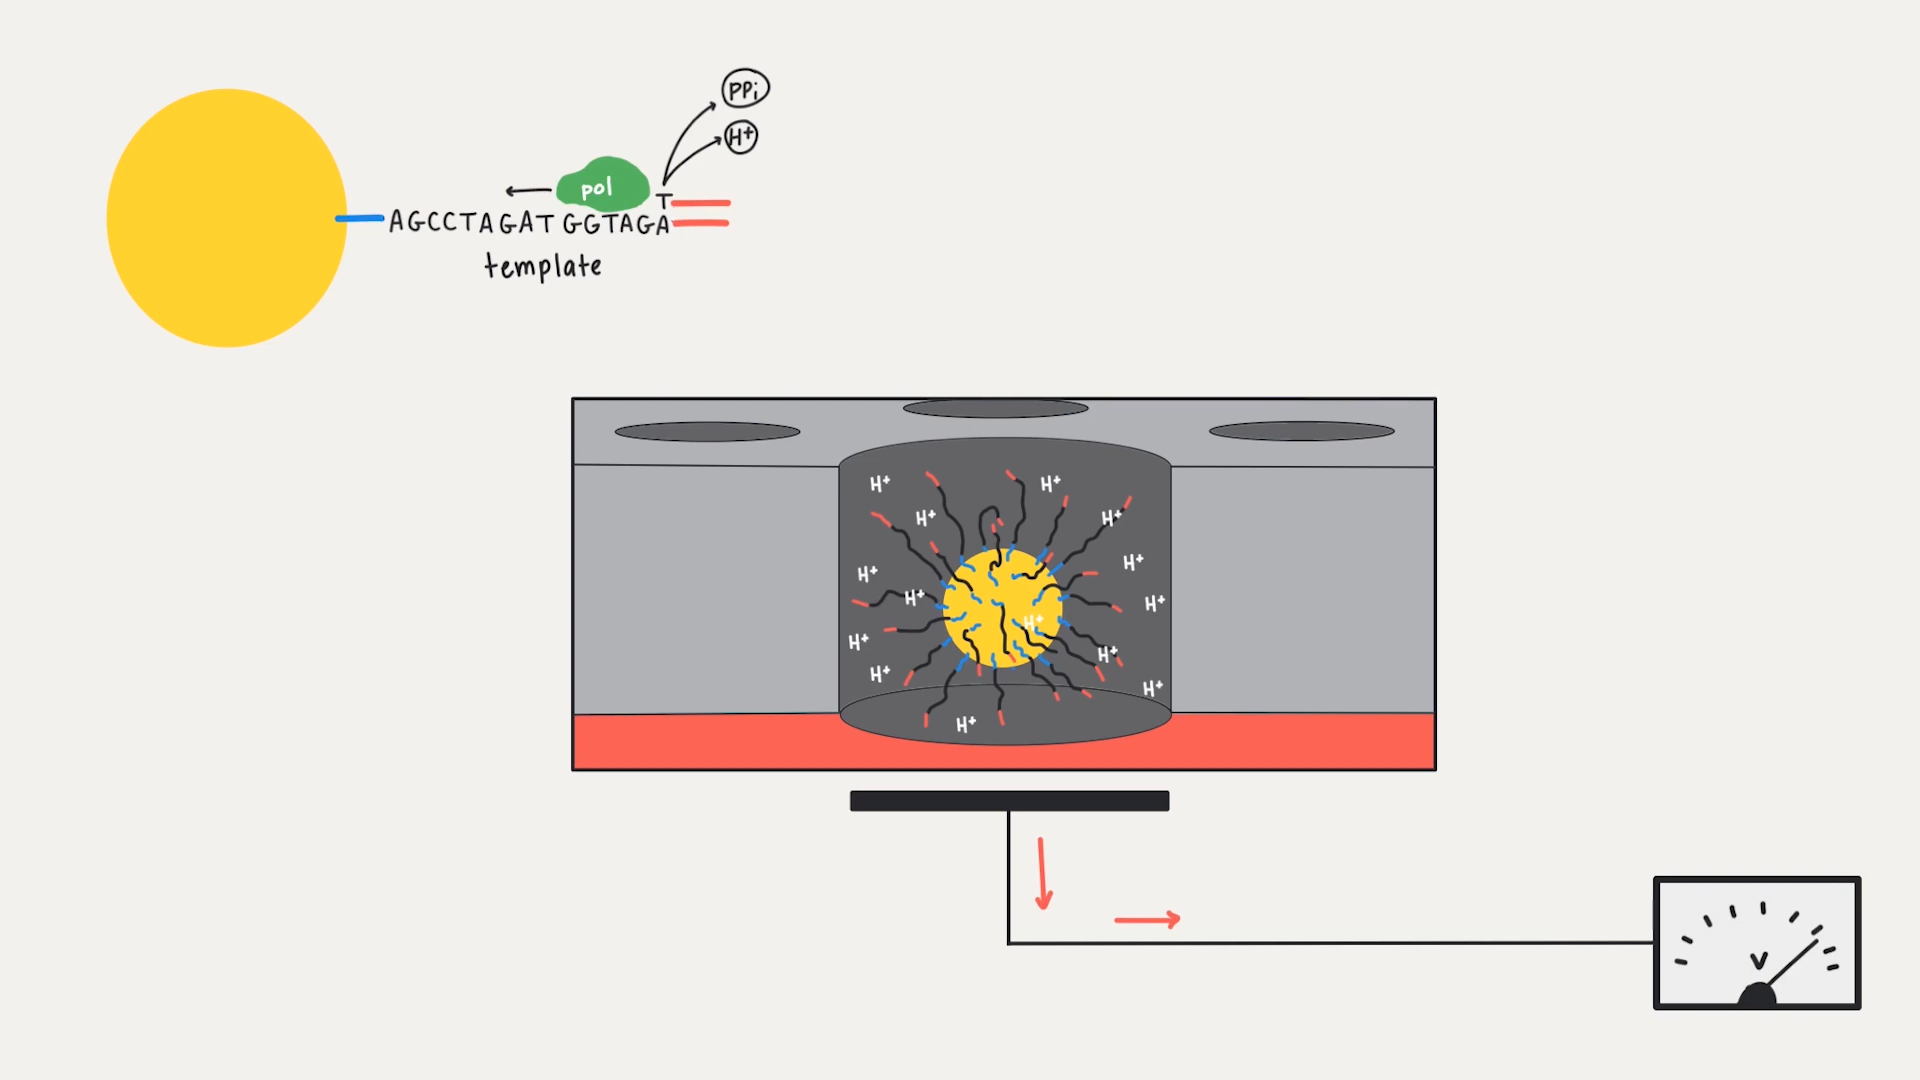 PPi
H+
pol
T
AGCCTAGAT GGTAGA
template
H+ H+
H+ H+
H+
H+
H+ H+
H+
H+
H+
H+
H+
H+
V